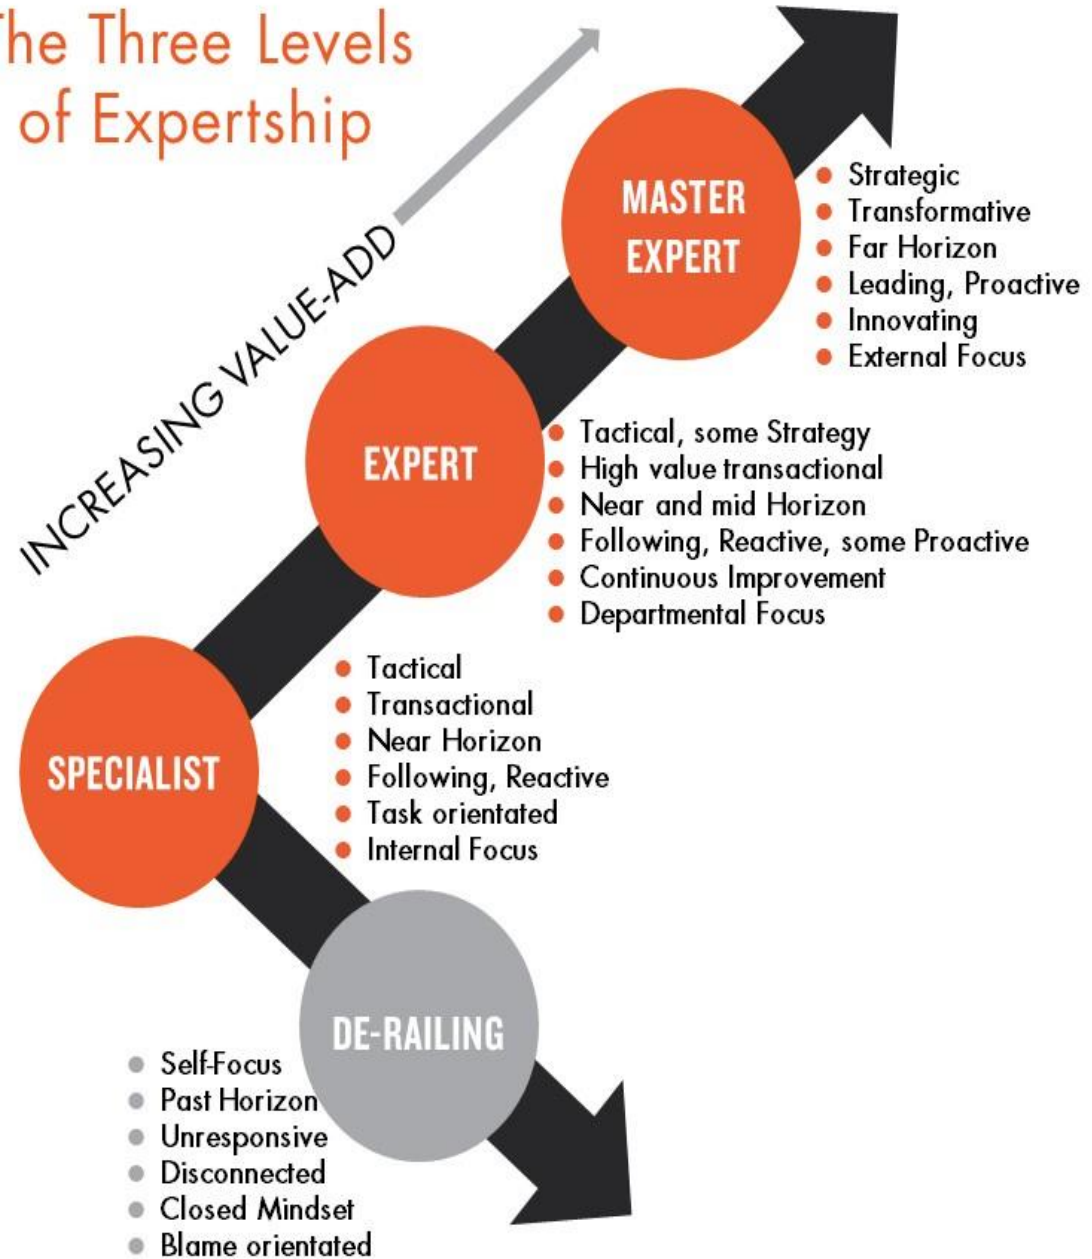 The Three Levels
of Expertship
INCREASING VALUE-ADD
MASTER
EXPERT
Strategic
Transformative
Far Horizon
Leading, Proactive
Innovating
External Focus
EXPERT
Tactical, some Strategy
High value transactional
Near and mid Horizon
Following, Reactive, some Proactive
Continuous Improvement
Departmental Focus
SPECIALIST
Tactical
Transactional
Near Horizon
Following, Reactive
Task orientated
Internal Focus
DE-RAILING
Self-Focus
Past Horizon
Unresponsive
Disconnected
Closed Mindset
Blame orientated